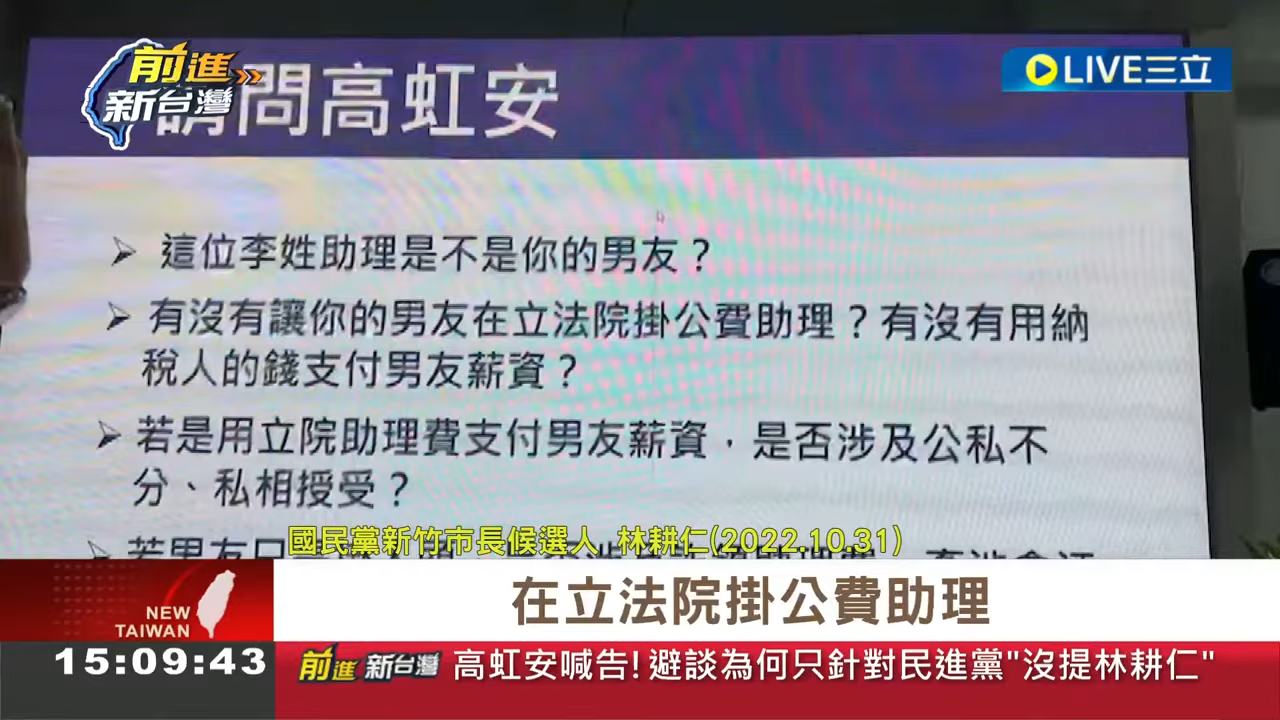 前進
新台灣
LIVE三立
問高虹安
這位李姓助理是不是你的男友？
有沒有讓你的男友在立法院掛公費助理？有沒有用納
稅人的錢支付男友薪資？
若是用立院助理費支付男友薪資，是否涉及公私不
分、私相授受？
國民黨新竹市長候選人 林耕仁(2022.10.31)
在立法院掛公費助理
NEW
TAIWAN
15:09:43
前進 新台灣 高虹安喊告!避談為何只針對民進黨"沒提林耕仁"